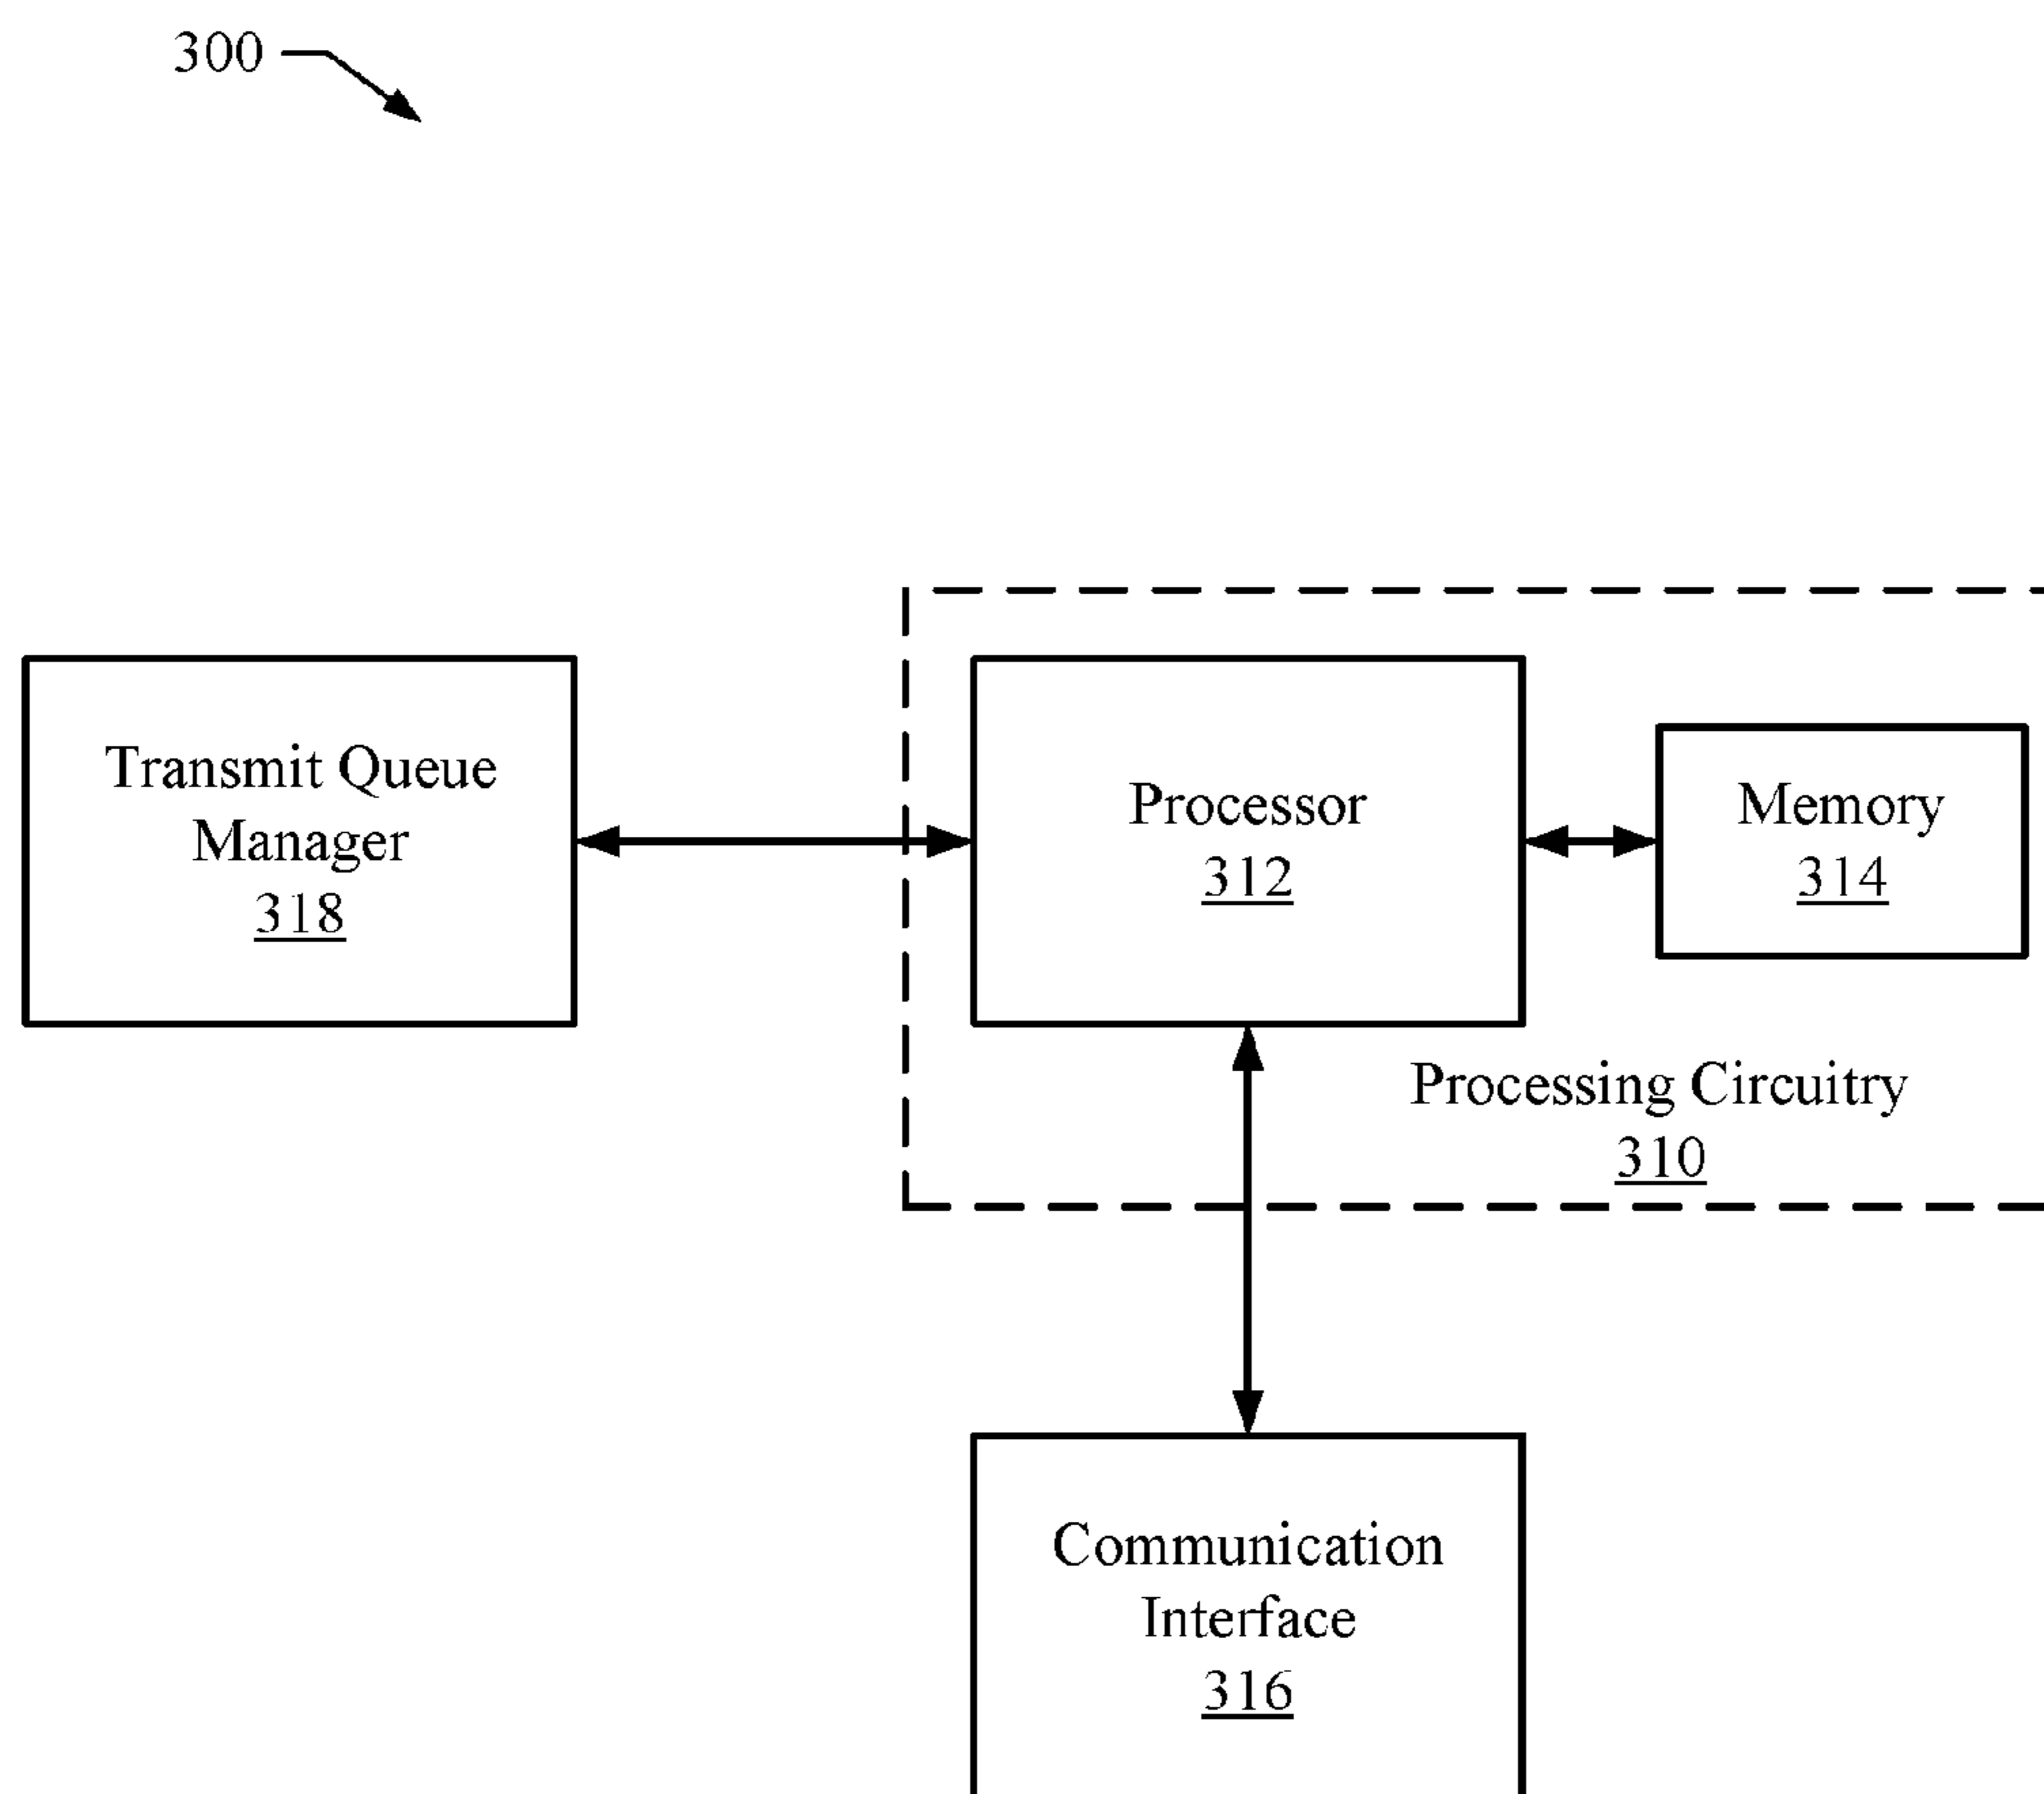 300
Transmit Queue
Manager
318
Processor
312
Memory
314
Processing Circuitry
310
Communication
Interface
316